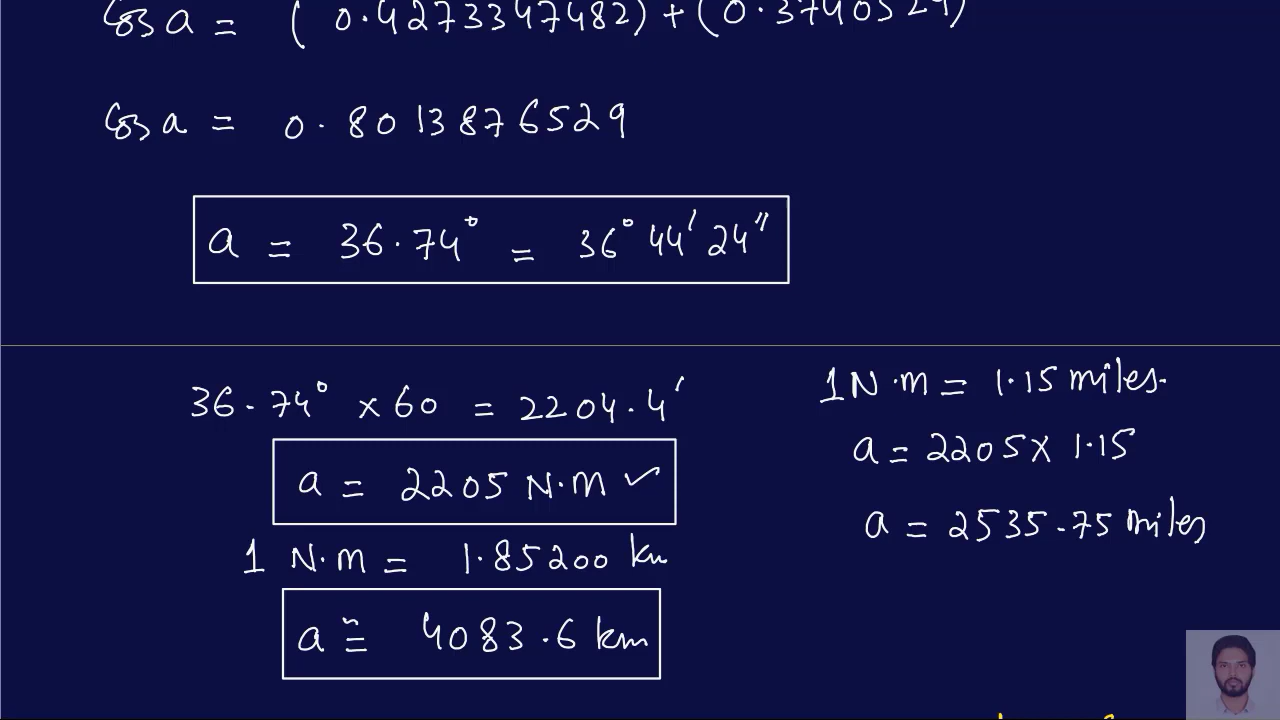 Cos a = (0.4273347482) + (0.3740529)
Cos a = 0.8013876529
a = 36.74° = 36° 44' 24"
36.74° × 60 = 2204.4'
a = 2205 N.m ✓
1 N.m = 1.85200 km
a ≅ 4083.6 km
1 N.m = 1.15 miles.
a = 2205 × 1.15
a = 2535.75 miles